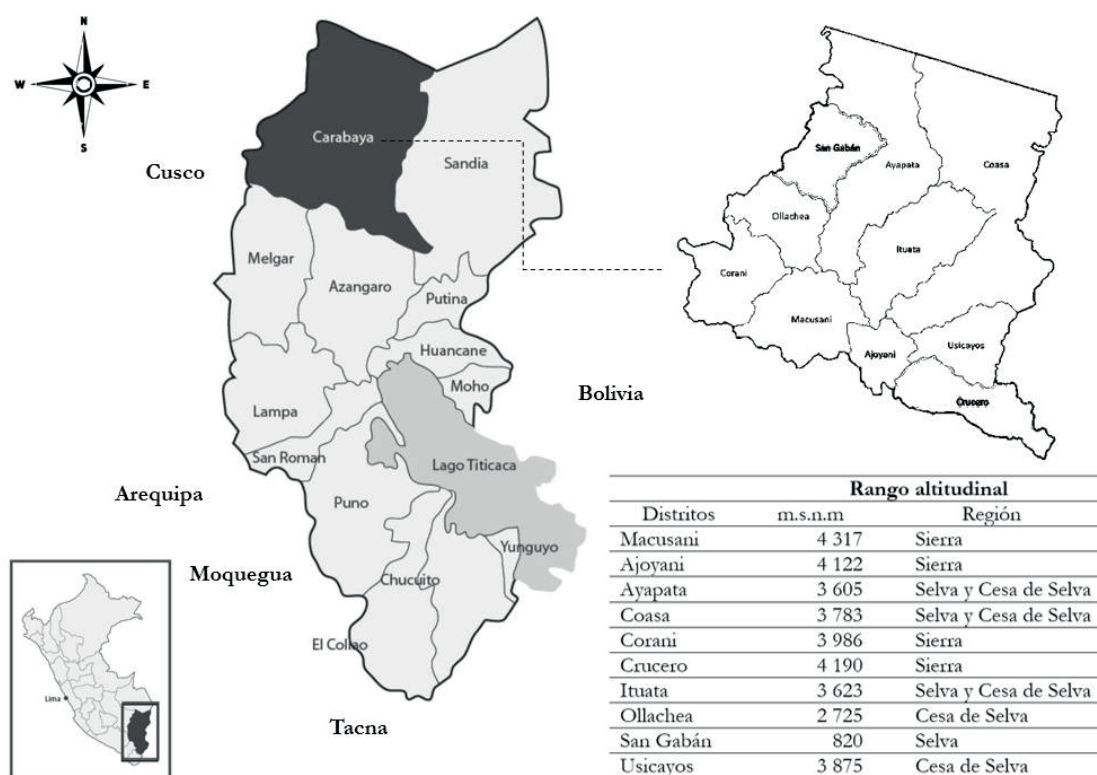 N
W
E
S
Cusco
Carabaya
Sandia
Melgar
Azangaro
Putina
Huancane
Moho
Lampa
San Roman
Lago Titicaca
Puno
Yunguyo
Chucuito
El Collao
Bolivia
Arequipa
Moquegua
Tacna
Lima
San Gabán
Ayapata
Coasa
Ollachea
Ituata
Corani
Macusani
Ajoyani
Usicayos
Crucero
Rango altitudinal
Distritos m.s.n.m Región
Macusani 4 317 Sierra
Ajoyani 4 122 Sierra
Ayapata 3 605 Selva y Cesa de Selva
Coasa 3 783 Selva y Cesa de Selva
Corani 3 986 Sierra
Crucero 4 190 Sierra
Ituata 3 623 Selva y Cesa de Selva
Ollachea 2 725 Cesa de Selva
San Gabán 820 Selva
Usicayos 3 875 Cesa de Selva